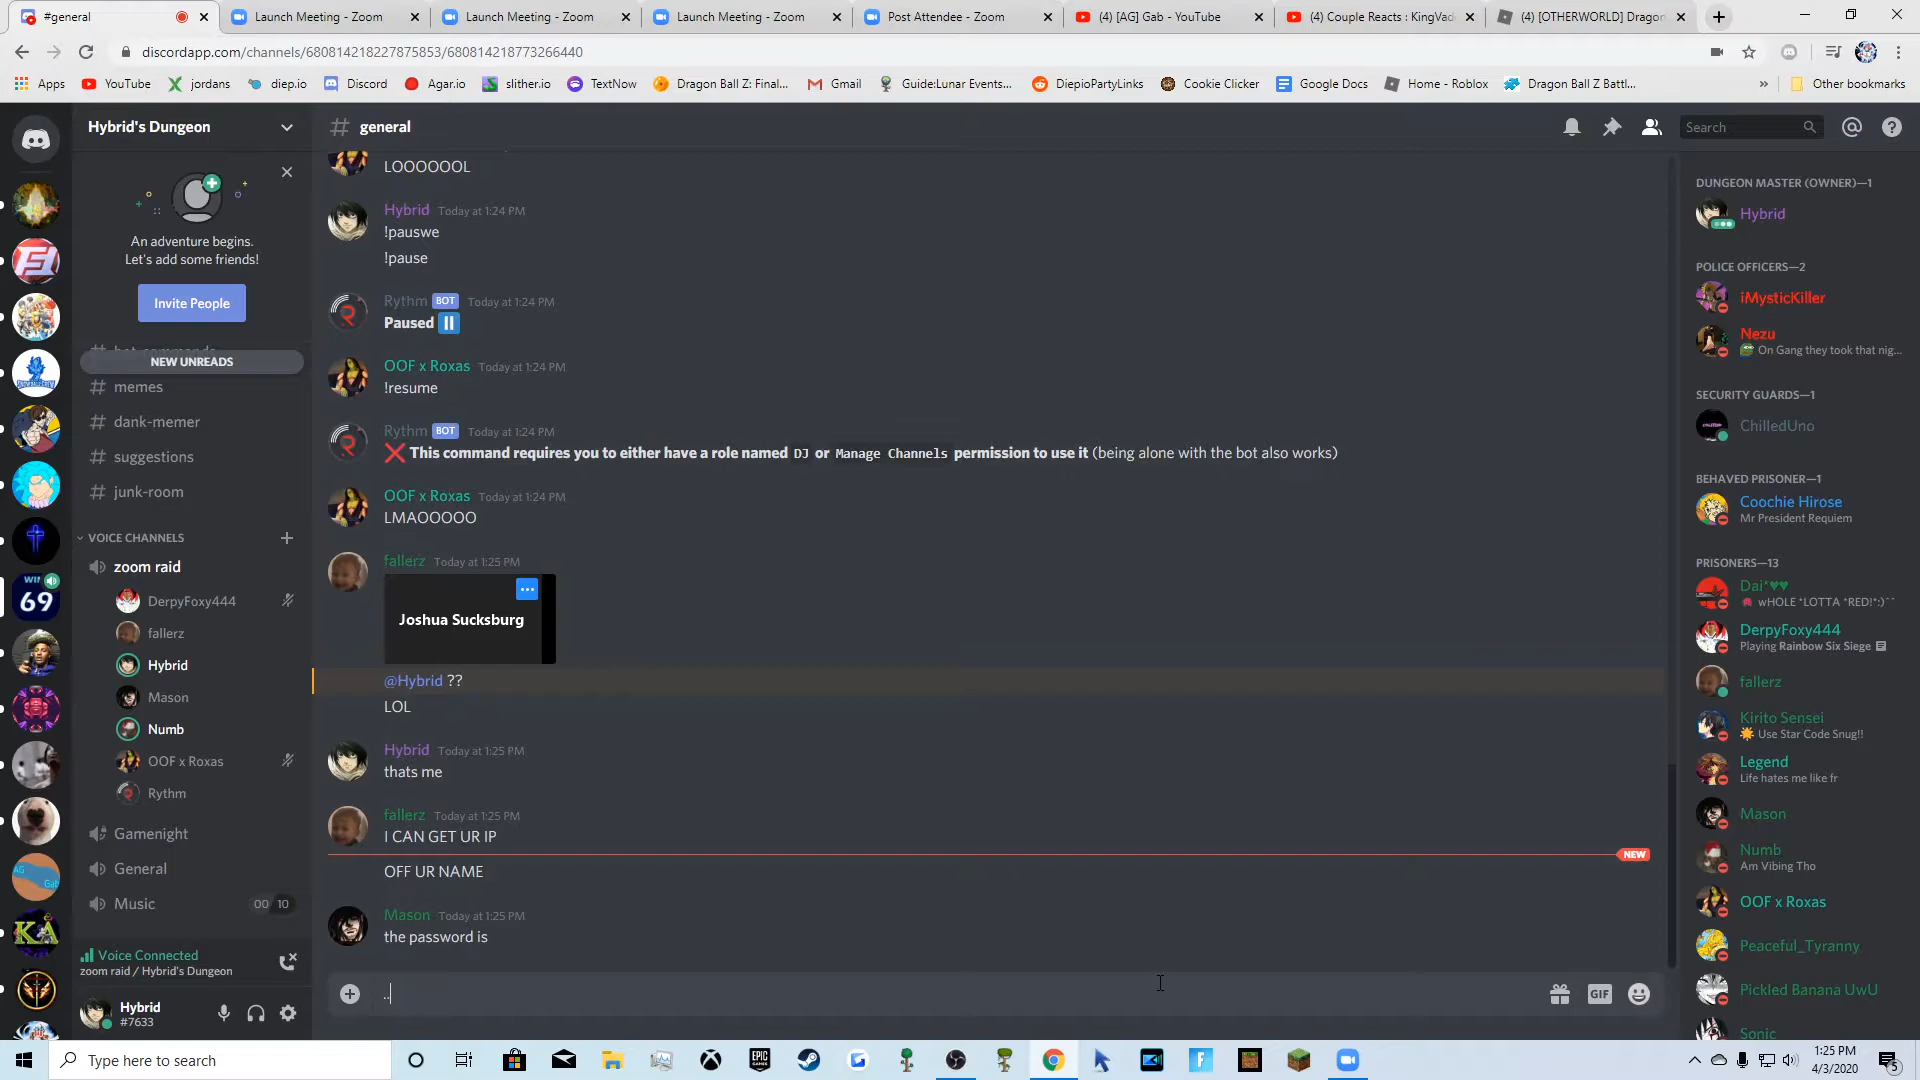 #general
Launch Meeting - Zoom
Launch Meeting - Zoom
Launch Meeting - Zoom
Post Attendee - Zoom
(4) [AG] Gab - YouTube
(4) Couple Reacts : KingVad
(4) [OTHERWORLD] Dragon
discordapp.com/channels/680814218227875853/680814218773266440
Apps
YouTube
jordans
diep.io
Discord
Agar.io
slither.io
TextNow
Dragon Ball Z: Final...
Gmail
Guide:Lunar Events...
DiepioPartyLinks
Cookie Clicker
Google Docs
Home - Roblox
Dragon Ball Z Battl...
Other bookmarks
Hybrid's Dungeon
general
Search
An adventure begins.
Let's add some friends!
Invite People
NEW UNREADS
memes
dank-memer
suggestions
junk-room
VOICE CHANNELS
zoom raid
DerpyFoxy444
fallerz
Hybrid
Mason
Numb
OOF x Roxas
Rythm
Gamenight
General
Music 00 10
Voice Connected
zoom raid / Hybrid's Dungeon
Hybrid
#7633
WIN
69
AG
Gab
KA
LOOOOOOL
Hybrid Today at 1:24 PM
!pauswe
!pause
Rythm BOT Today at 1:24 PM
Paused
OOF x Roxas Today at 1:24 PM
!resume
Rythm BOT Today at 1:24 PM
This command requires you to either have a role named DJ or Manage Channels permission to use it (being alone with the bot also works)
OOF x Roxas Today at 1:24 PM
LMAOOOOO
fallerz Today at 1:25 PM
Joshua Sucksburg
@Hybrid ??
LOL
Hybrid Today at 1:25 PM
thats me
fallerz Today at 1:25 PM
I CAN GET UR IP
NEW
OFF UR NAME
Mason Today at 1:25 PM
the password is
..
GIF
DUNGEON MASTER (OWNER)—1
Hybrid
POLICE OFFICERS—2
iMysticKiller
Nezu
On Gang they took that nig...
SECURITY GUARDS—1
ChilledUno
BEHAVED PRISONER—1
Coochie Hirose
Mr President Requiem
PRISONERS—13
Dai*♥♥
wHOLE *LOTTA *RED!*:)ˆˆ
DerpyFoxy444
Playing Rainbow Six Siege
fallerz
Kirito Sensei
Use Star Code Snug!!
Legend
Life hates me like fr
Mason
Numb
Am Vibing Tho
OOF x Roxas
Peaceful_Tyranny
Pickled Banana UwU
Sonic
Type here to search
EPIC GAMES
1:25 PM
4/3/2020
5